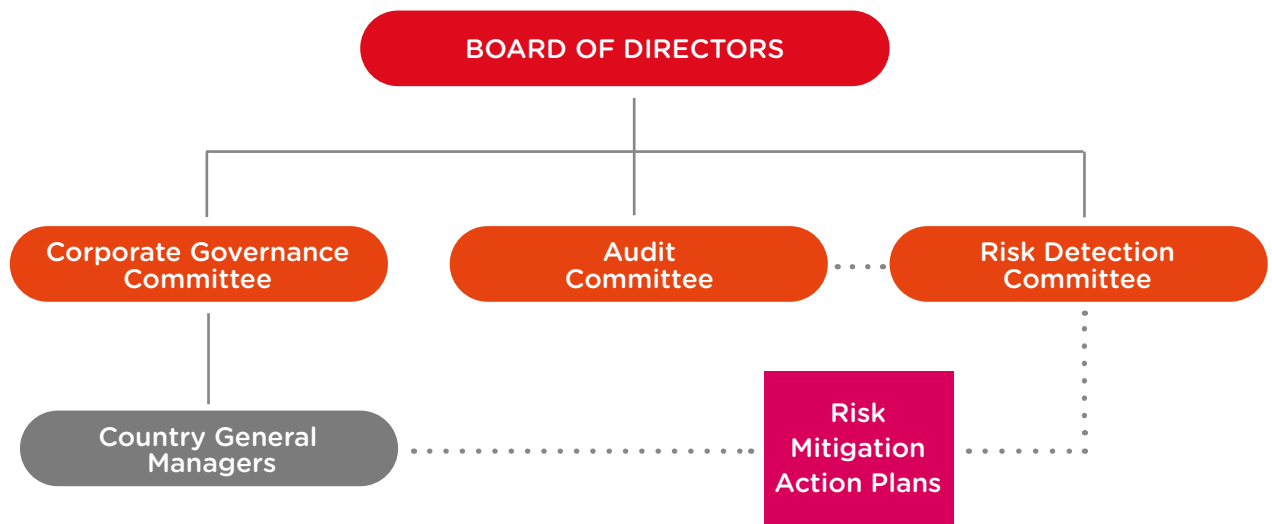 BOARD OF DIRECTORS
Corporate Governance
Committee
Audit
Committee
Risk Detection
Committee
Country General
Managers
Risk
Mitigation
Action Plans